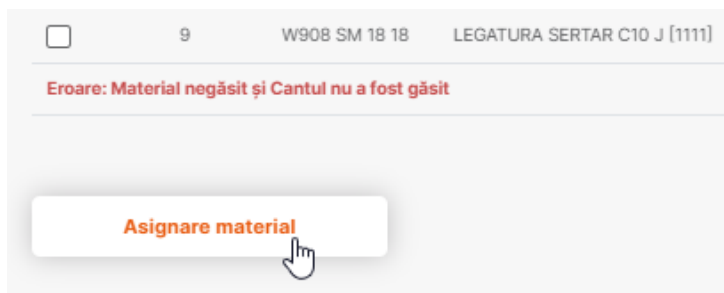 9 W908 SM 18 18 LEGATURA SERTAR C10 J [1111]
Eroare: Material negăsit și Cantul nu a fost găsit
Asignare material